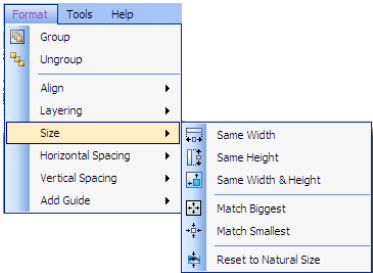 Format Tools Help
Group
Ungroup
Align
Layering
Size
Horizontal Spacing
Vertical Spacing
Add Guide
Same Width
Same Height
Same Width & Height
Match Biggest
Match Smallest
Reset to Natural Size